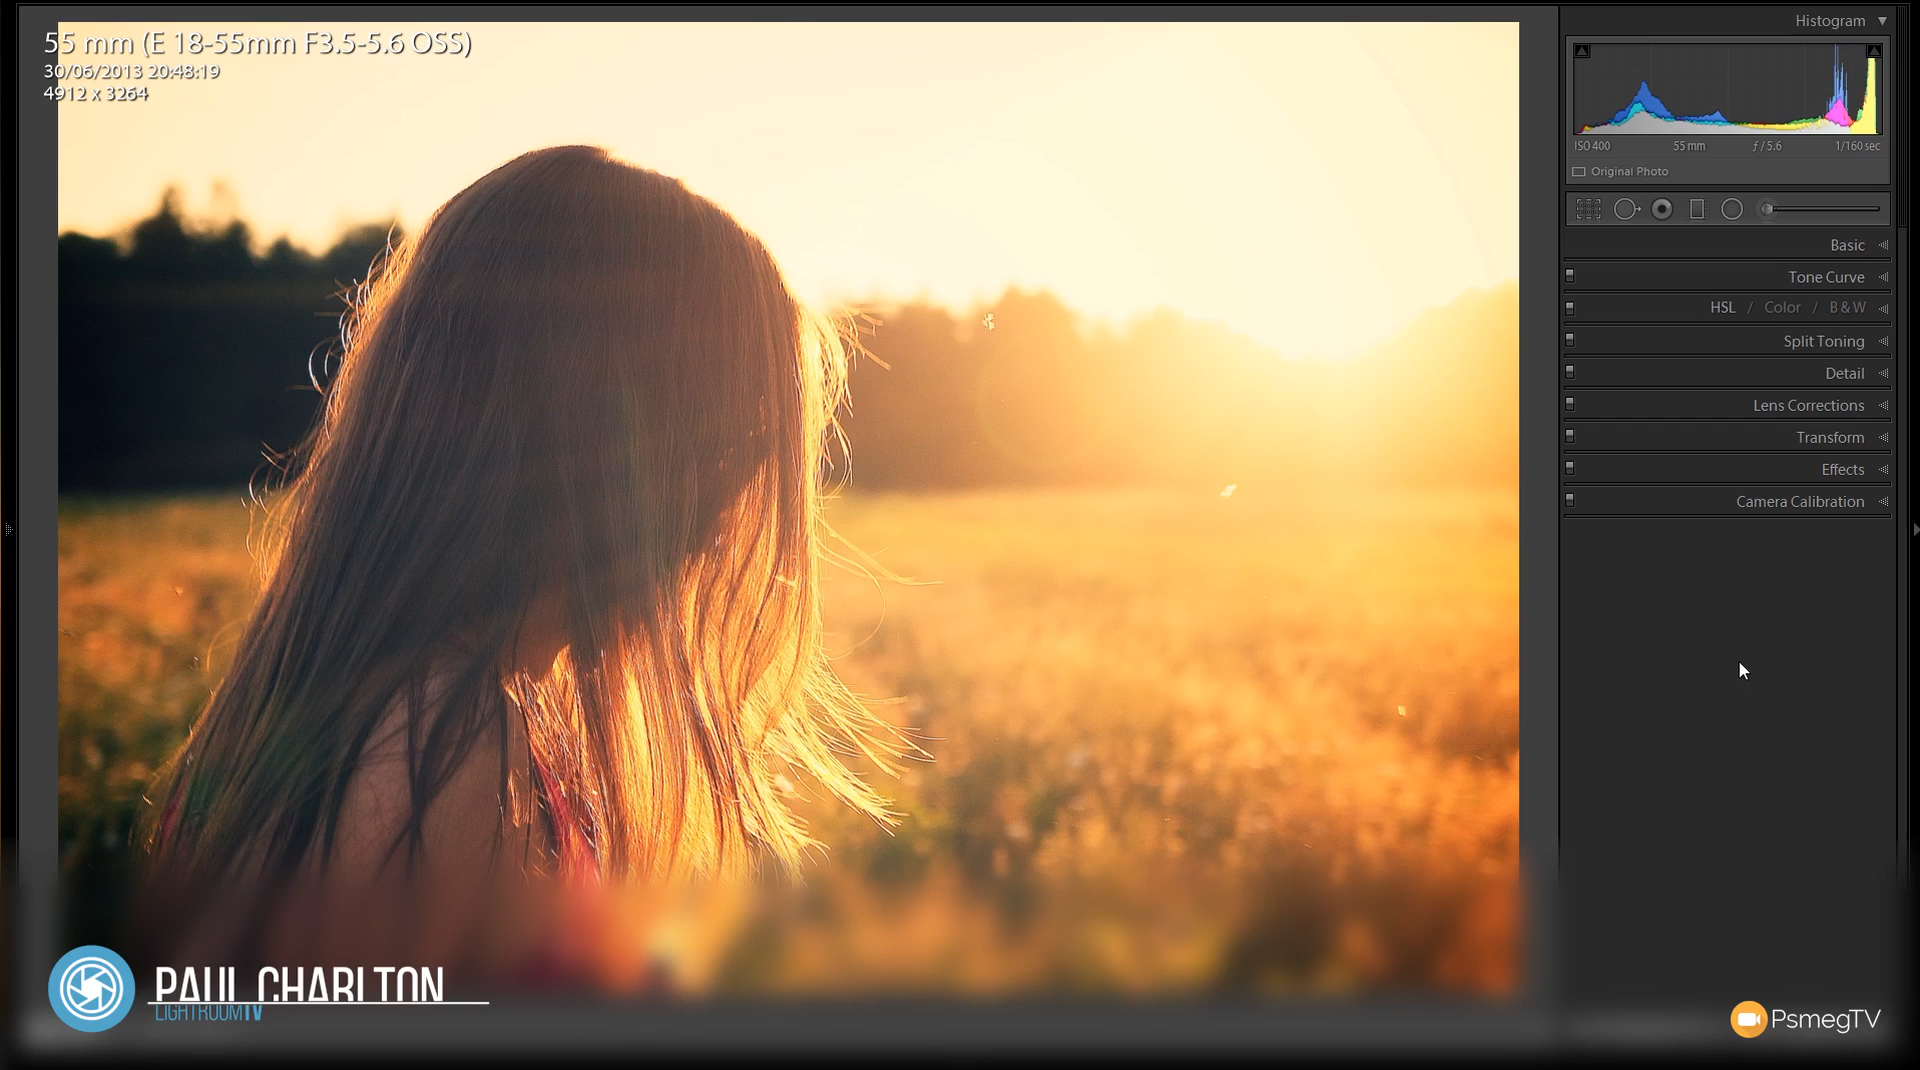 55 mm (E 18-55mm F3.5-5.6 OSS)
30/06/2013 20:48:19
4912 x 3264
Histogram
ISO 400 55 mm ƒ / 5.6 1/160 sec
Original Photo
Basic
Tone Curve
HSL / Color / B & W
Split Toning
Detail
Lens Corrections
Transform
Effects
Camera Calibration
PAUL CHARLTON
LIGHTROOMTV
PsmegTV